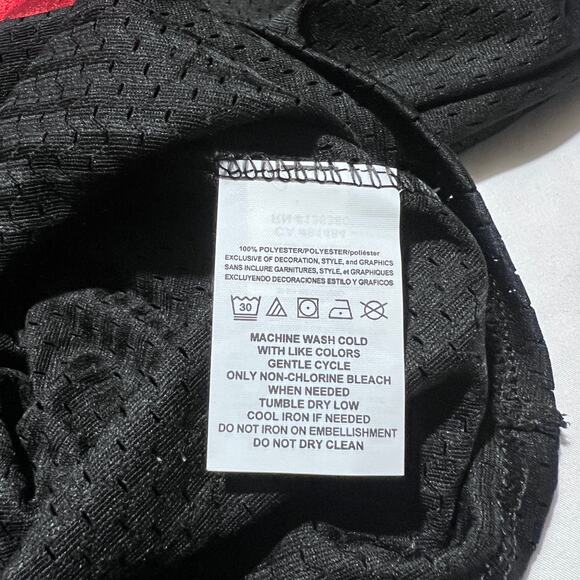 100% POLYESTER/POLYESTER/poliéster
EXCLUSIVE OF DECORATION, STYLE, and GRAPHICS
SANS INCLURE GARNITURES, STYLE, et GRAPHIQUES
EXCLUYENDO DECORACIONES ESTILO Y GRAFICOS
30
MACHINE WASH COLD
WITH LIKE COLORS
GENTLE CYCLE
ONLY NON-CHLORINE BLEACH
WHEN NEEDED
TUMBLE DRY LOW
COOL IRON IF NEEDED
DO NOT IRON ON EMBELLISHMENT
DO NOT DRY CLEAN